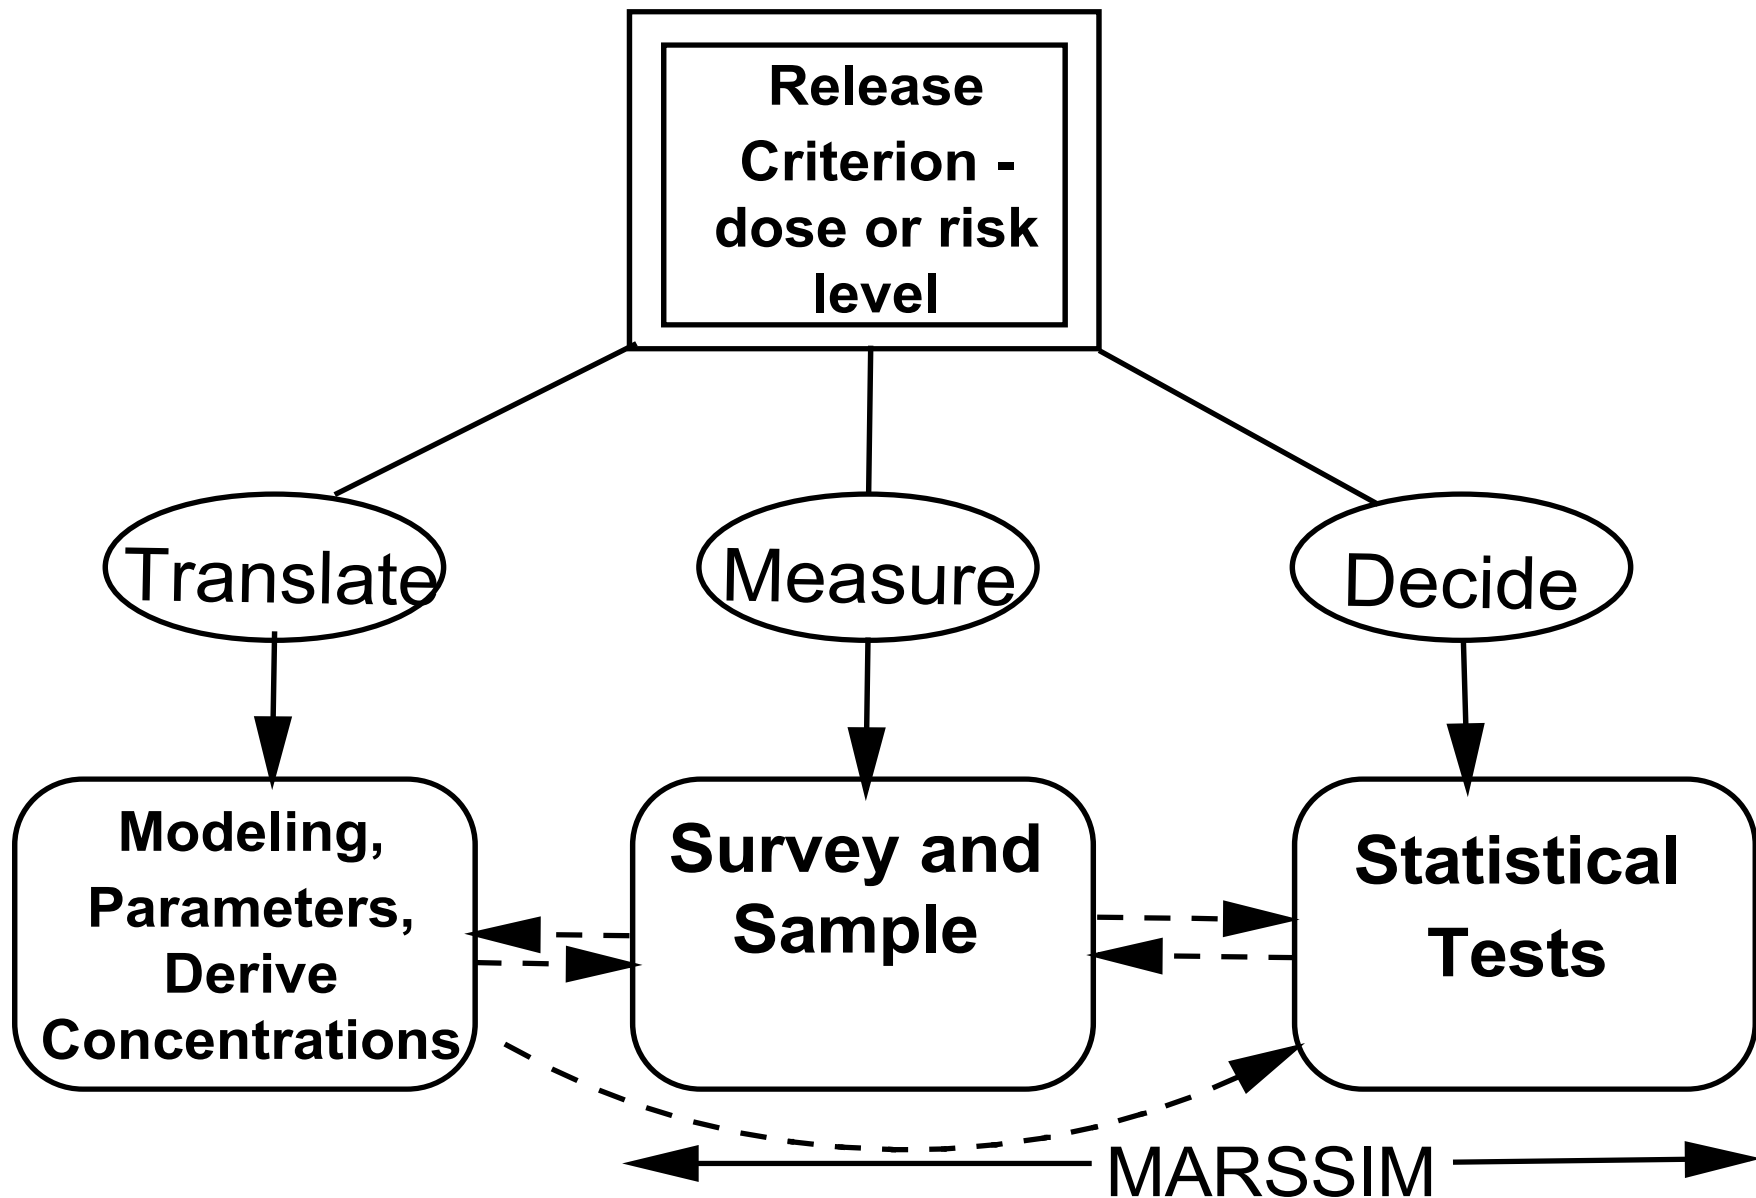 Release
Criterion -
dose or risk
level
Translate
Measure
Decide
Modeling,
Parameters,
Derive
Concentrations
Survey and
Sample
Statistical
Tests
MARSSIM